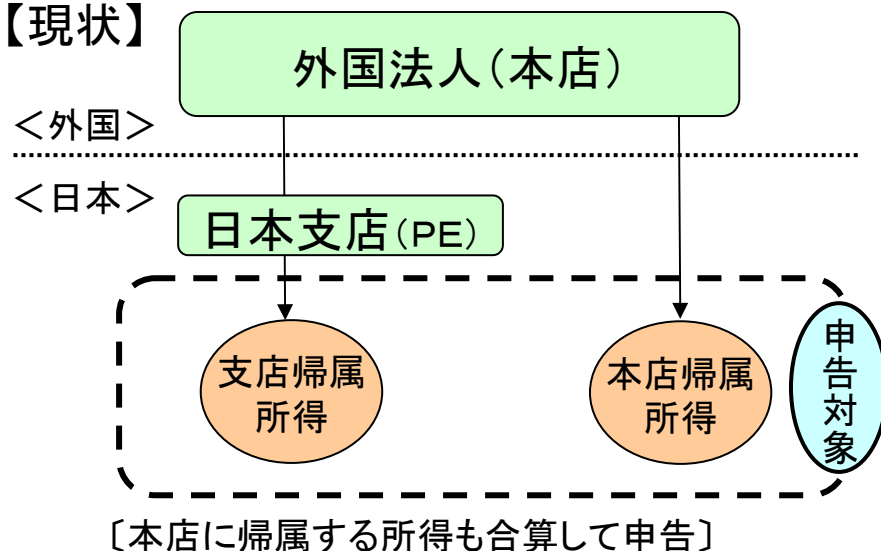 【現状】
外国法人(本店)
＜外国＞
＜日本＞
日本支店(PE)
支店帰属
所得
本店帰属
所得
申告対象
〔本店に帰属する所得も合算して申告〕